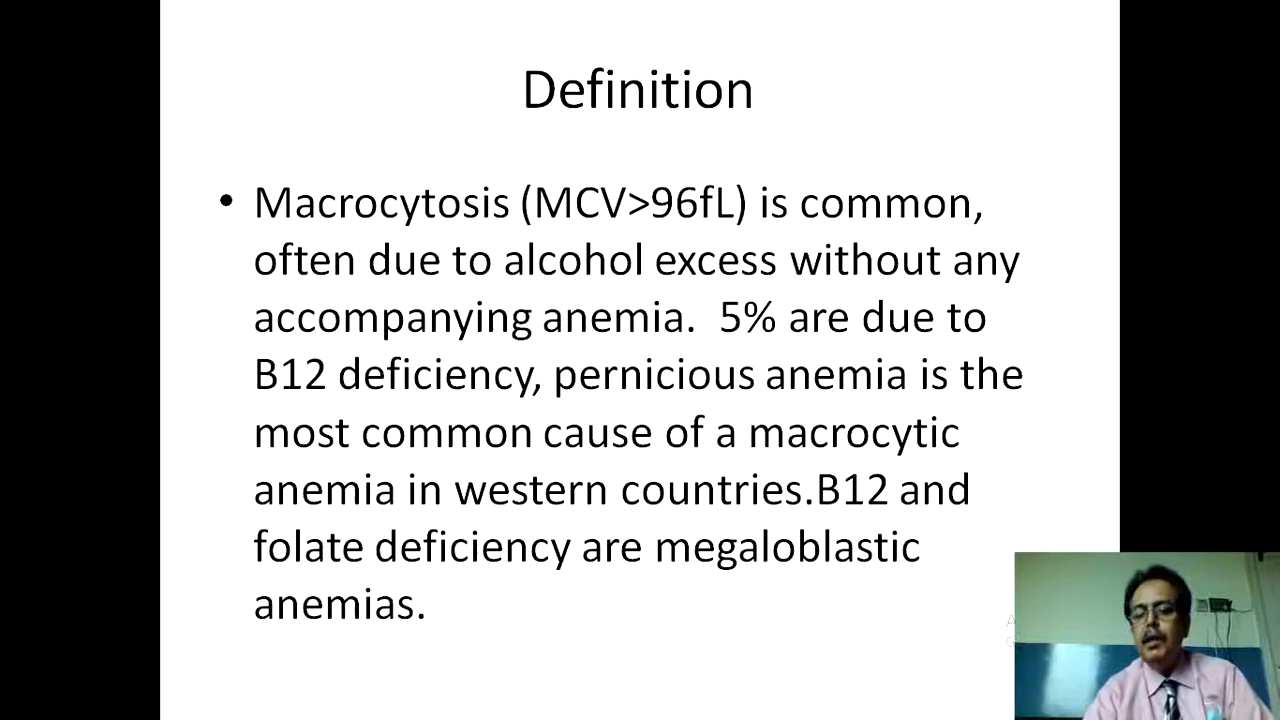 Definition
• Macrocytosis (MCV>96fL) is common,
often due to alcohol excess without any
accompanying anemia.  5% are due to
B12 deficiency, pernicious anemia is the
most common cause of a macrocytic
anemia in western countries.B12 and
folate deficiency are megaloblastic
anemias.